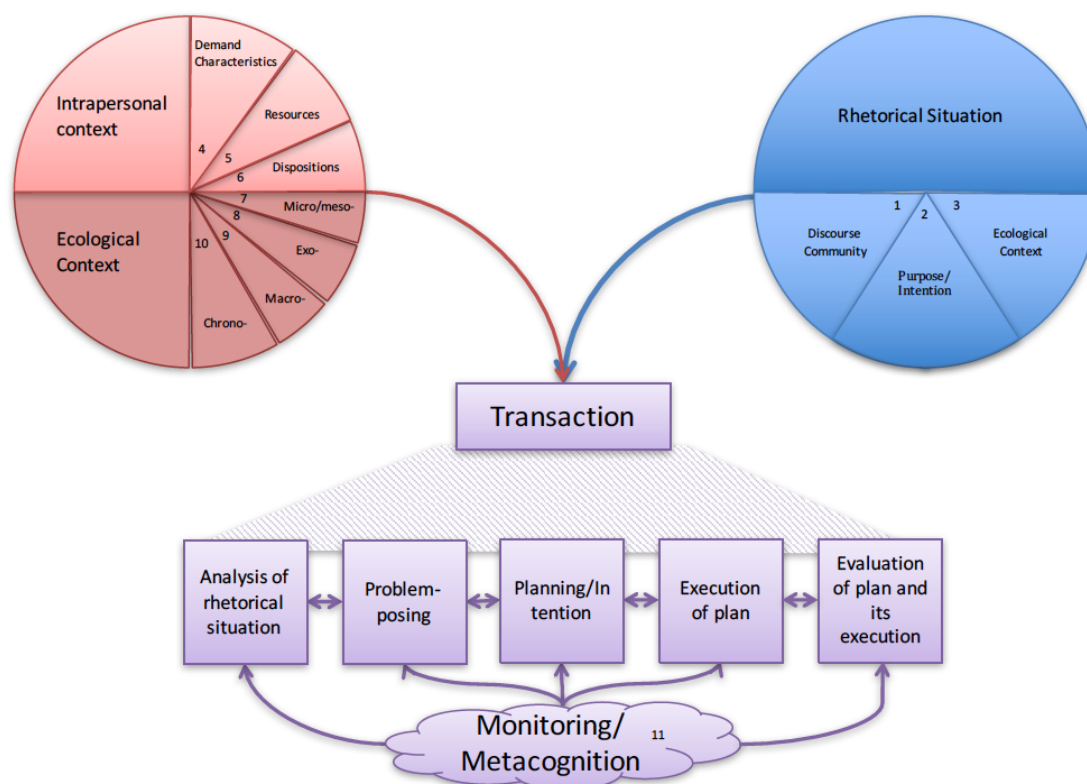 Demand
Characteristics
Intrapersonal
context
Resources
4
5
Dispositions
6
7
Micro/meso-
8
Ecological
Context
10
9
Exo-
Macro-
Chrono-
Rhetorical Situation
1
2
3
Discourse
Community
Purpose/
Intention
Ecological
Context
Transaction
Analysis of
rhetorical
situation
Problem-
posing
Planning/In
tention
Execution
of plan
Evaluation
of plan and
its
execution
Monitoring/
Metacognition
11